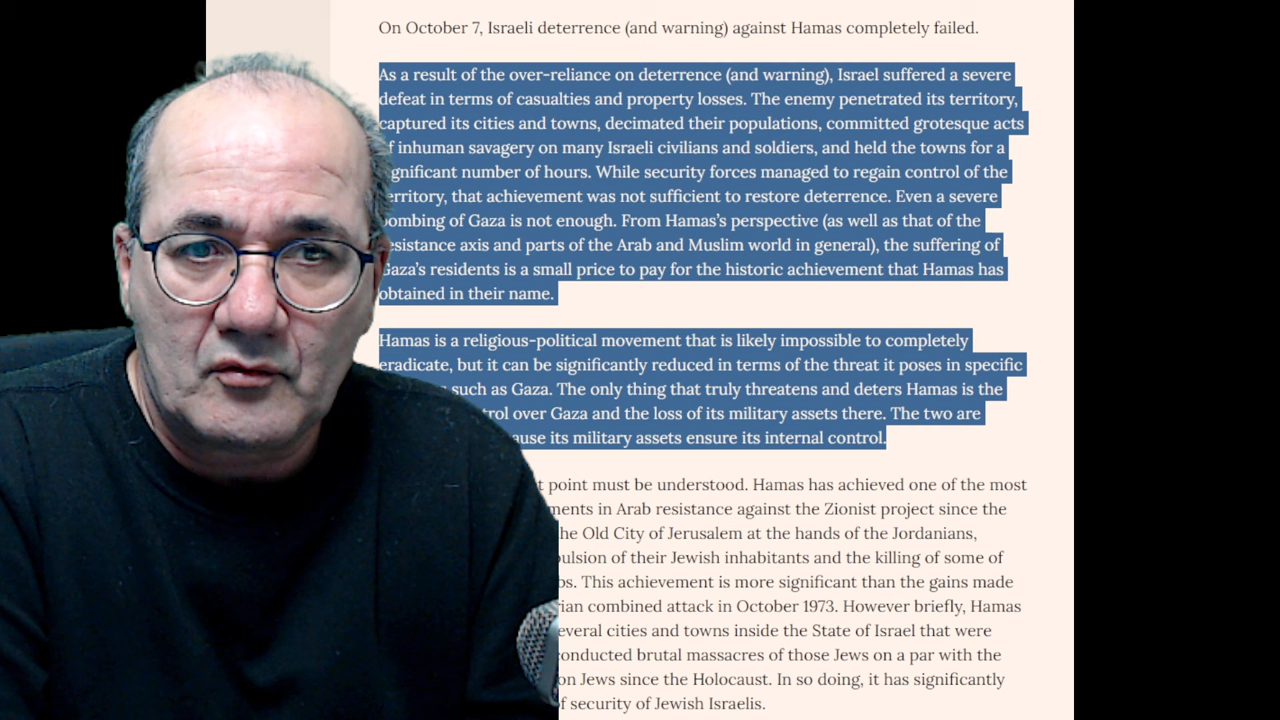 On October 7, Israeli deterrence (and warning) against Hamas completely failed.
As a result of the over-reliance on deterrence (and warning), Israel suffered a severe
defeat in terms of casualties and property losses. The enemy penetrated its territory,
captured its cities and towns, decimated their populations, committed grotesque acts
of inhuman savagery on many Israeli civilians and soldiers, and held the towns for a
significant number of hours. While security forces managed to regain control of the
territory, that achievement was not sufficient to restore deterrence. Even a severe
bombing of Gaza is not enough. From Hamas's perspective (as well as that of the
resistance axis and parts of the Arab and Muslim world in general), the suffering of
Gaza's residents is a small price to pay for the historic achievement that Hamas has
obtained in their name.
Hamas is a religious-political movement that is likely impossible to completely
eradicate, but it can be significantly reduced in terms of the threat it poses in specific
such as Gaza. The only thing that truly threatens and deters Hamas is the
over Gaza and the loss of its military assets there. The two are
its military assets ensure its internal control.
point must be understood. Hamas has achieved one of the most
in Arab resistance against the Zionist project since the
the Old City of Jerusalem at the hands of the Jordanians,
of their Jewish inhabitants and the killing of some of
This achievement is more significant than the gains made
combined attack in October 1973. However briefly, Hamas
several cities and towns inside the State of Israel that were
conducted brutal massacres of those Jews on a par with the
on Jews since the Holocaust. In so doing, it has significantly
of security of Jewish Israelis.